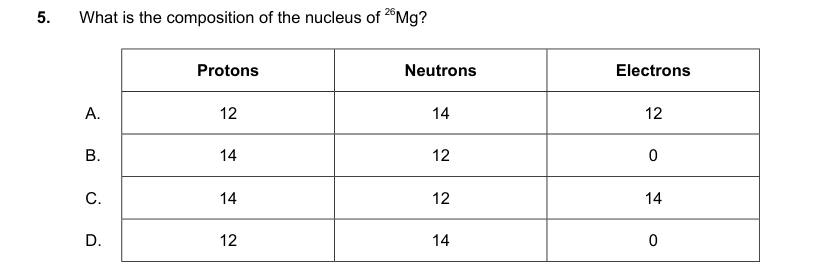 5. What is the composition of the nucleus of ²⁶Mg?
Protons Neutrons Electrons
A. 12 14 12
B. 14 12 0
C. 14 12 14
D. 12 14 0